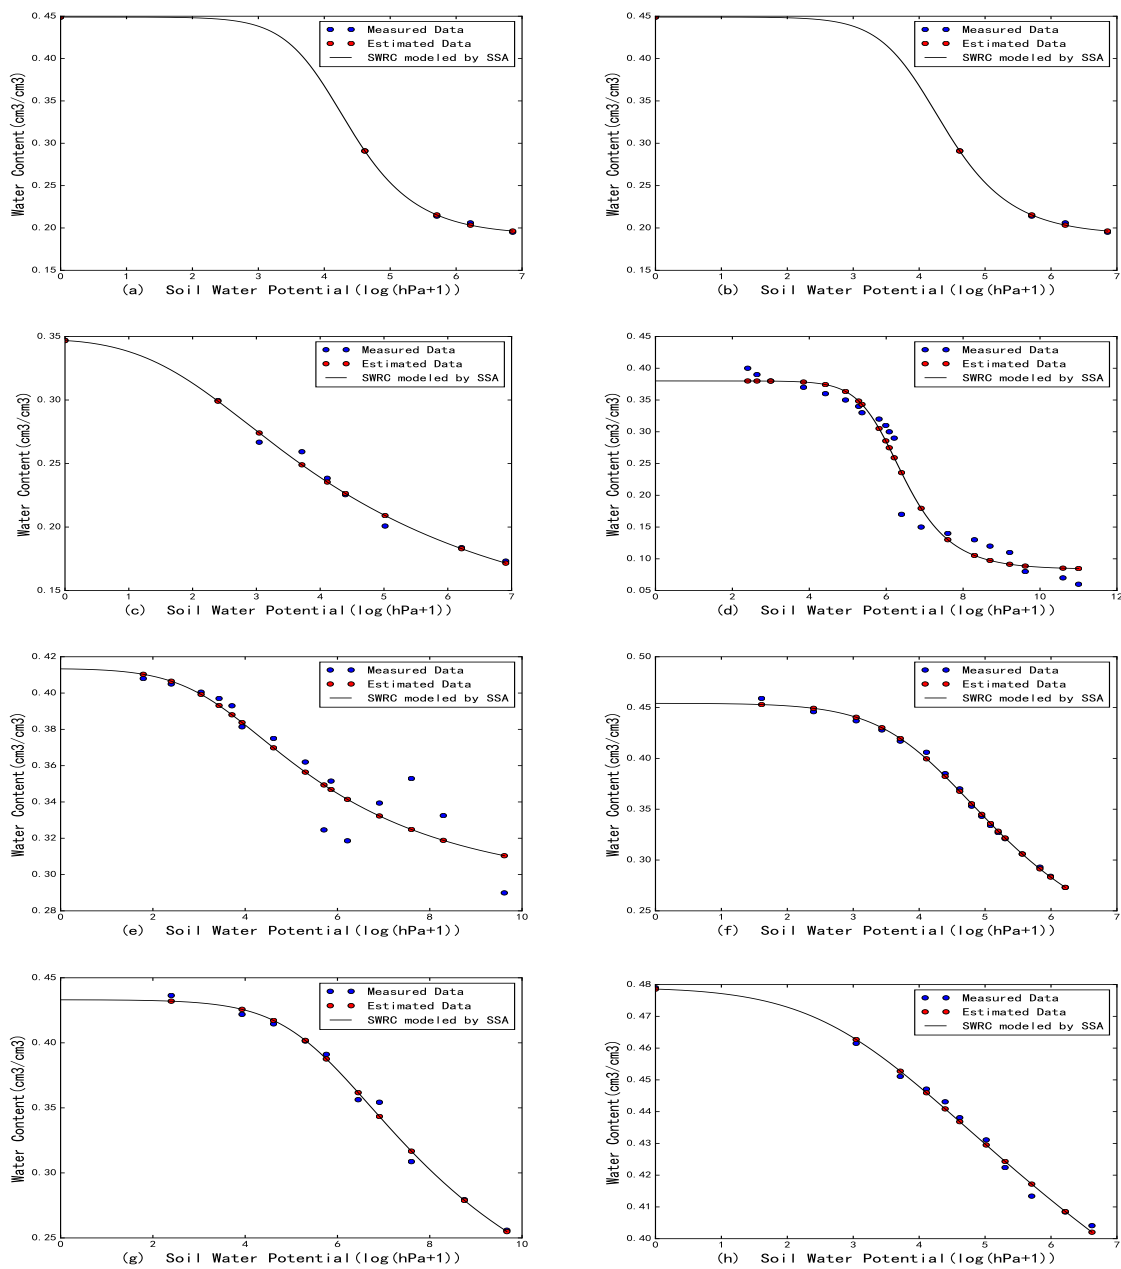 0.45
0.40
0.35
0.30
0.25
0.20
0.15
Water Content(cm3/cm3)
Measured Data
Estimated Data
SWRC modeled by SSA
0 1 2 3 4 5 6 7
(a) Soil Water Potential(log(hPa+1))
0.45
0.40
0.35
0.30
0.25
0.20
0.15
Water Content(cm3/cm3)
Measured Data
Estimated Data
SWRC modeled by SSA
0 1 2 3 4 5 6 7
(b) Soil Water Potential(log(hPa+1))
0.35
0.30
0.25
0.20
0.15
Water Content(cm3/cm3)
Measured Data
Estimated Data
SWRC modeled by SSA
0 1 2 3 4 5 6 7
(c) Soil Water Potential(log(hPa+1))
0.45
0.40
0.35
0.30
0.25
0.20
0.15
0.10
0.05
Water Content(cm3/cm3)
Measured Data
Estimated Data
SWRC modeled by SSA
0 2 4 6 8 10 12
(d) Soil Water Potential(log(hPa+1))
0.42
0.40
0.38
0.36
0.34
0.32
0.30
0.28
Water Content(cm3/cm3)
Measured Data
Estimated Data
SWRC modeled by SSA
0 2 4 6 8 10
(e) Soil Water Potential(log(hPa+1))
0.50
0.45
0.40
0.35
0.30
0.25
Water Content(cm3/cm3)
Measured Data
Estimated Data
SWRC modeled by SSA
0 1 2 3 4 5 6 7
(f) Soil Water Potential(log(hPa+1))
0.45
0.40
0.35
0.30
0.25
Water Content(cm3/cm3)
Measured Data
Estimated Data
SWRC modeled by SSA
0 2 4 6 8 10
(g) Soil Water Potential(log(hPa+1))
0.48
0.47
0.46
0.45
0.44
0.43
0.42
0.41
0.40
Water Content(cm3/cm3)
Measured Data
Estimated Data
SWRC modeled by SSA
0 1 2 3 4 5 6 7
(h) Soil Water Potential(log(hPa+1))